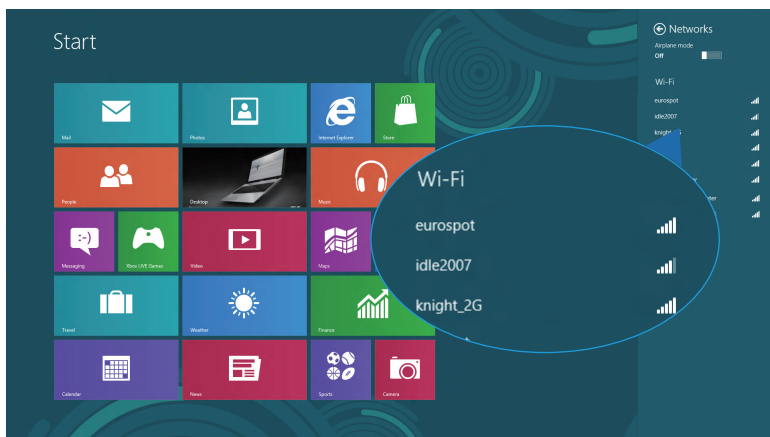 Start
Mail
Photos
Internet Explorer
Store
People
Desktop
Music
Messaging
Xbox LIVE Games
Video
Maps
Travel
Weather
Finance
Calendar
News
Sports
Camera
Networks
Airplane mode
Off
Wi-Fi
eurospot
idle2007
Wi-Fi
eurospot
idle2007
knight_2G